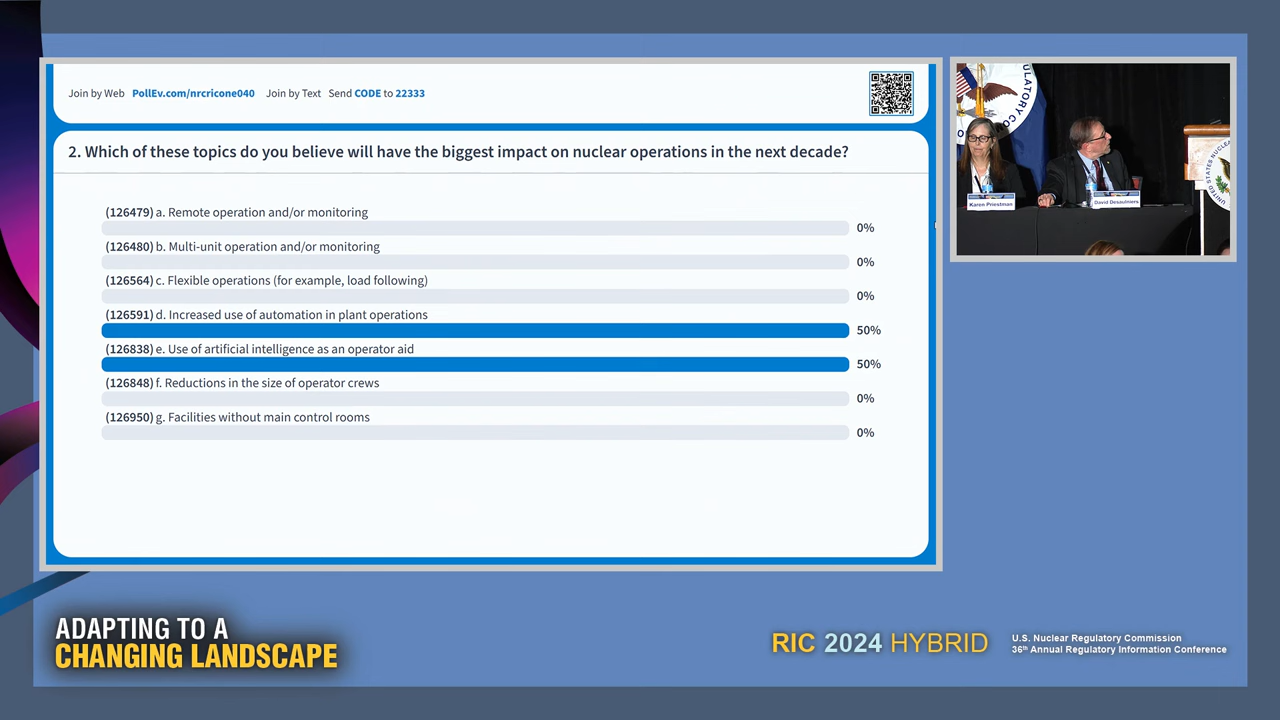 Join by Web PollEv.com/nrcricone040 Join by Text Send CODE to 22333
2. Which of these topics do you believe will have the biggest impact on nuclear operations in the next decade?
(126479) a. Remote operation and/or monitoring
0%
(126480) b. Multi-unit operation and/or monitoring
0%
(126564) c. Flexible operations (for example, load following)
0%
(126591) d. Increased use of automation in plant operations
50%
(126838) e. Use of artificial intelligence as an operator aid
50%
(126848) f. Reductions in the size of operator crews
0%
(126950) g. Facilities without main control rooms
0%
Karen Priestman
David Desaulniers
UNITED STATES NUCLEAR
ADAPTING TO A
CHANGING LANDSCAPE
RIC 2024 HYBRID
U.S. Nuclear Regulatory Commission
36th Annual Regulatory Information Conference